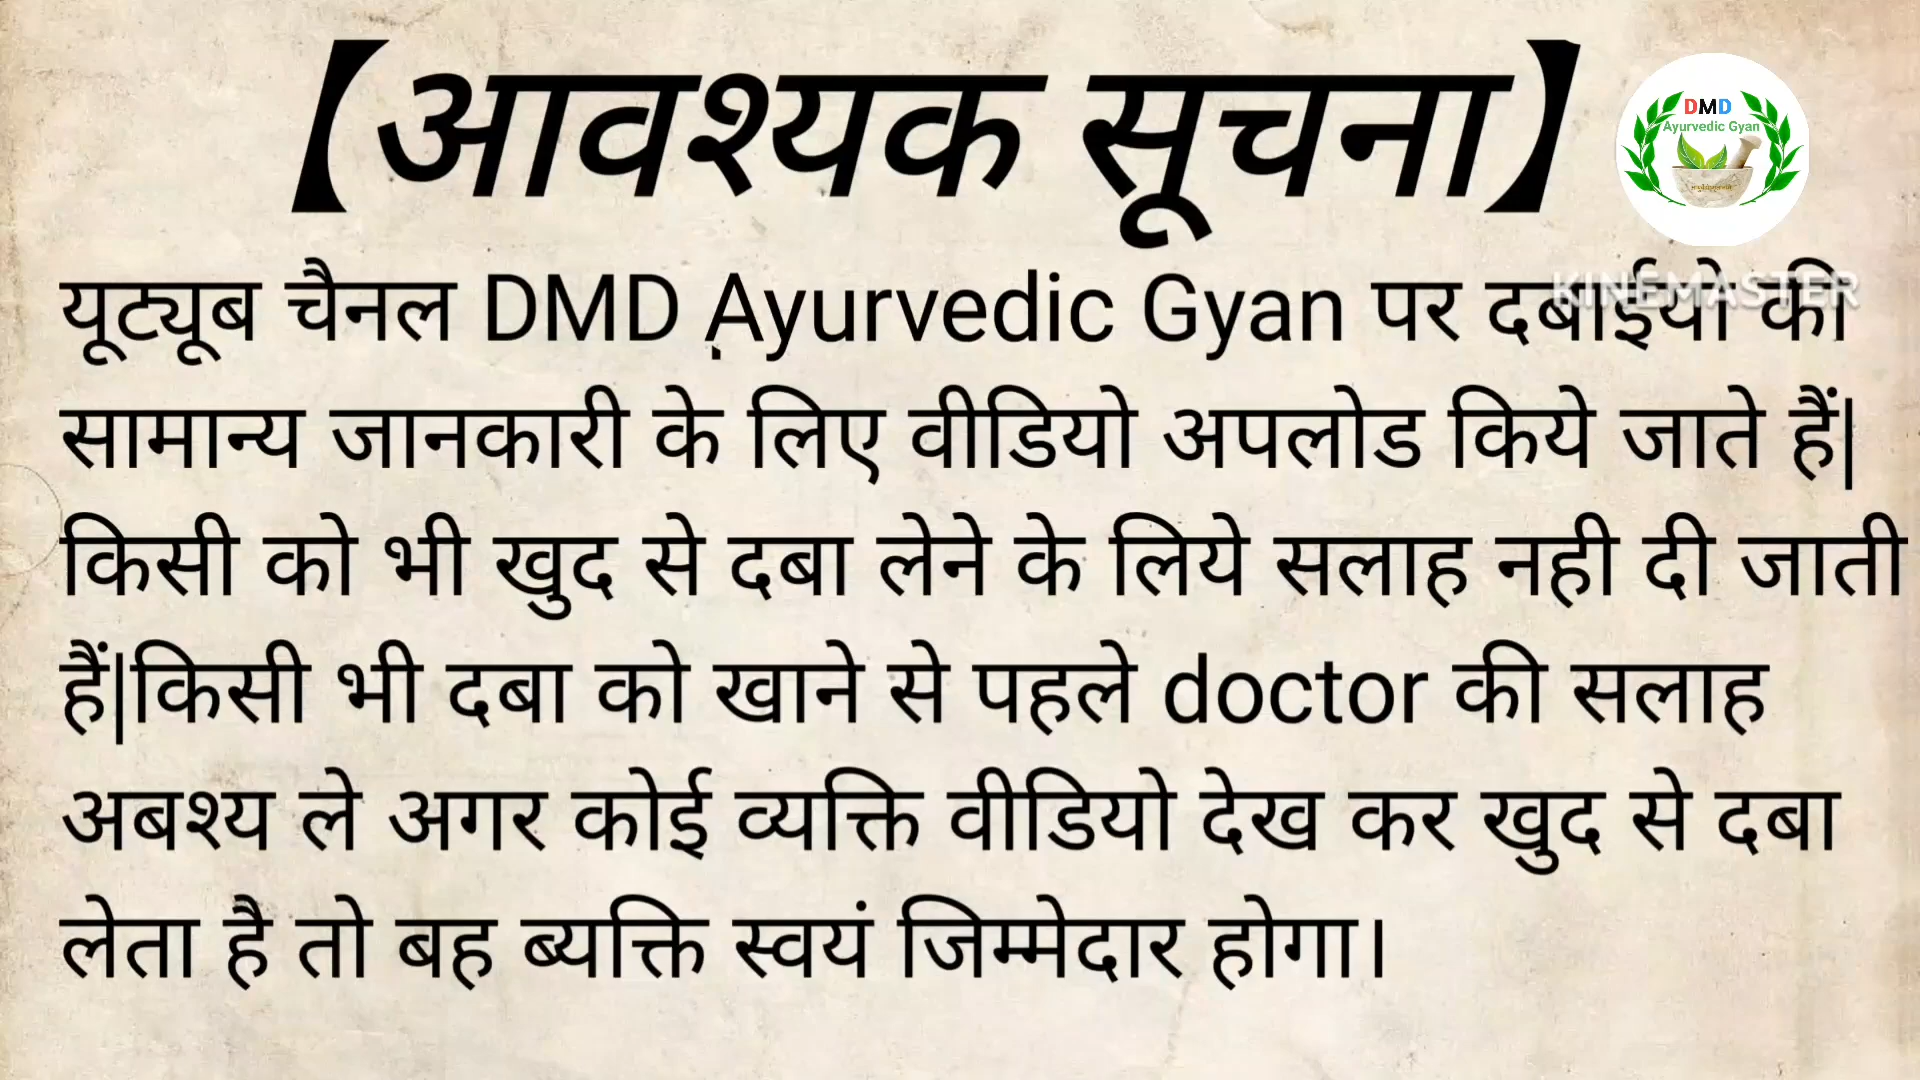 【आवश्यक सूचना】
DMD
Ayurvedic Gyan
KINEMASTER
यूट्यूब चैनल DMD Ayurvedic Gyan पर दबाईयो की
सामान्य जानकारी के लिए वीडियो अपलोड किये जाते हैं|
किसी को भी खुद से दबा लेने के लिये सलाह नही दी जाती
हैं|किसी भी दबा को खाने से पहले doctor की सलाह
अबश्य ले अगर कोई व्यक्ति वीडियो देख कर खुद से दबा
लेता है तो बह ब्यक्ति स्वयं जिम्मेदार होगा।